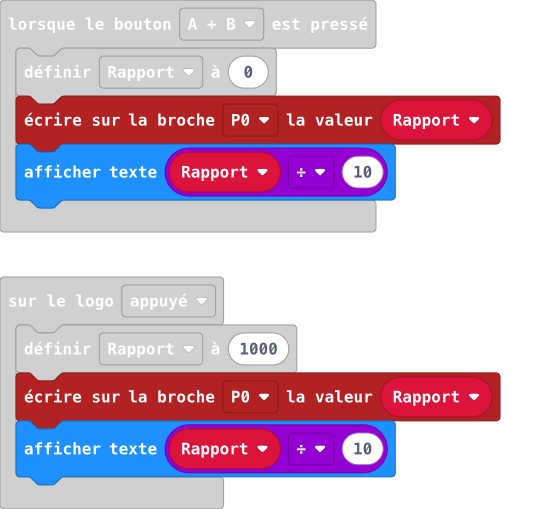 lorsque le bouton A + B est pressé
définir Rapport à 0
écrire sur la broche P0 la valeur Rapport
afficher texte Rapport ÷ 10
sur le logo appuyé
définir Rapport à 1000
écrire sur la broche P0 la valeur Rapport
afficher texte Rapport ÷ 10